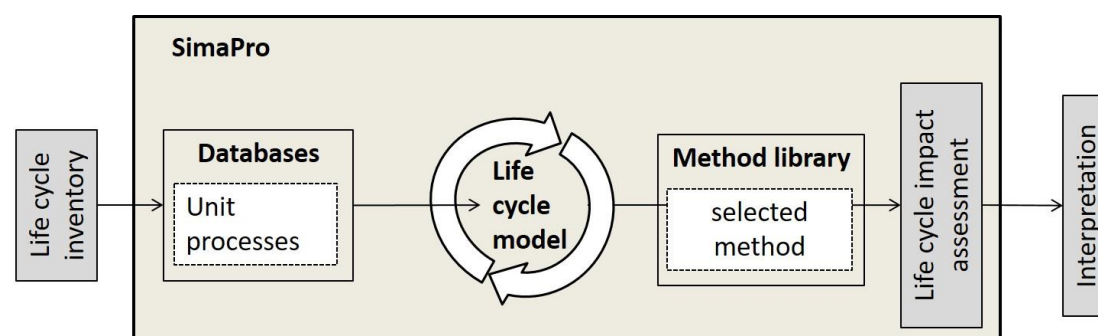 SimaPro
Life cycle
inventory
Databases
Unit
processes
Life
cycle
model
Method library
selected
method
Life cycle impact
assessment
Interpretation